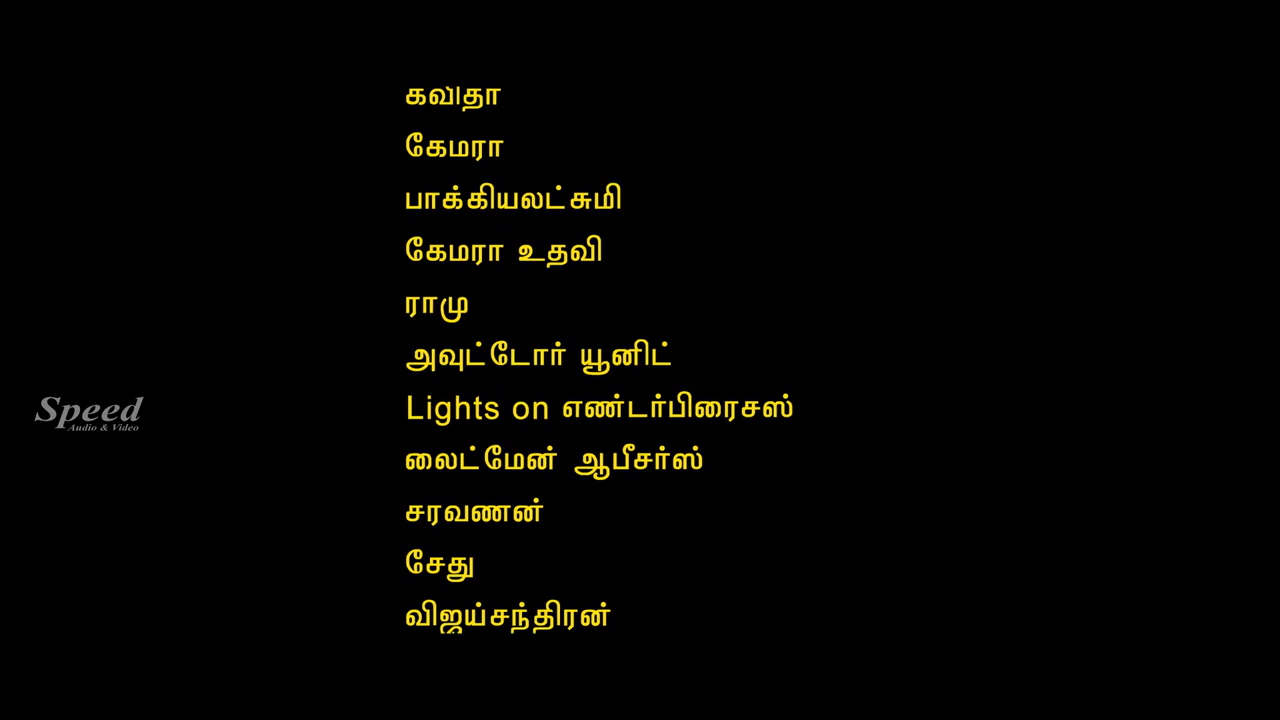 கவிதா
கேமரா
பாக்கியலட்சுமி
கேமரா உதவி
ராமு
அவுட்டோர் யூனிட்
Lights on எண்டர்பிரைசஸ்
லைட்மேன் ஆபீசர்ஸ்
Speed
Audio & Video
சரவணன்
சேது
விஜய்சந்திரன்